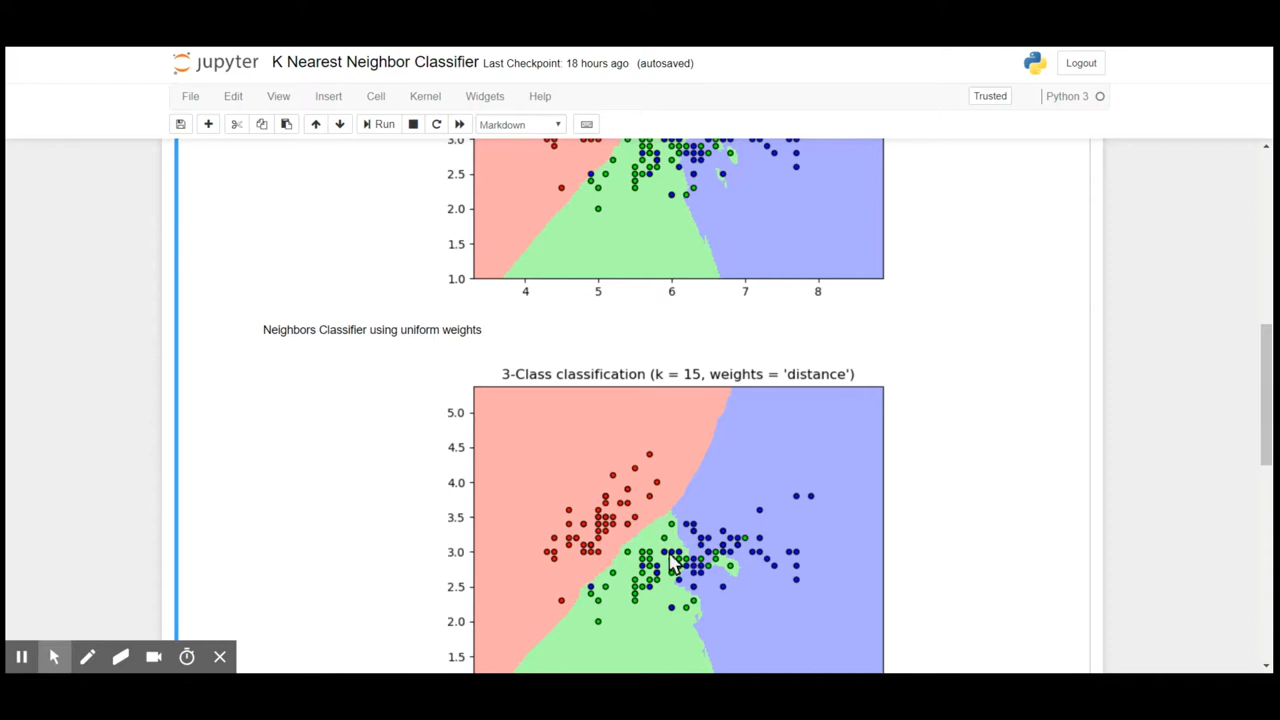 jupyter K Nearest Neighbor Classifier Last Checkpoint: 18 hours ago (autosaved) Logout
File Edit View Insert Cell Kernel Widgets Help Trusted Python 3
Run Markdown
3.0
2.5
2.0
1.5
1.0
4 5 6 7 8
Neighbors Classifier using uniform weights
3-Class classification (k = 15, weights = 'distance')
5.0
4.5
4.0
3.5
3.0
2.5
2.0
1.5